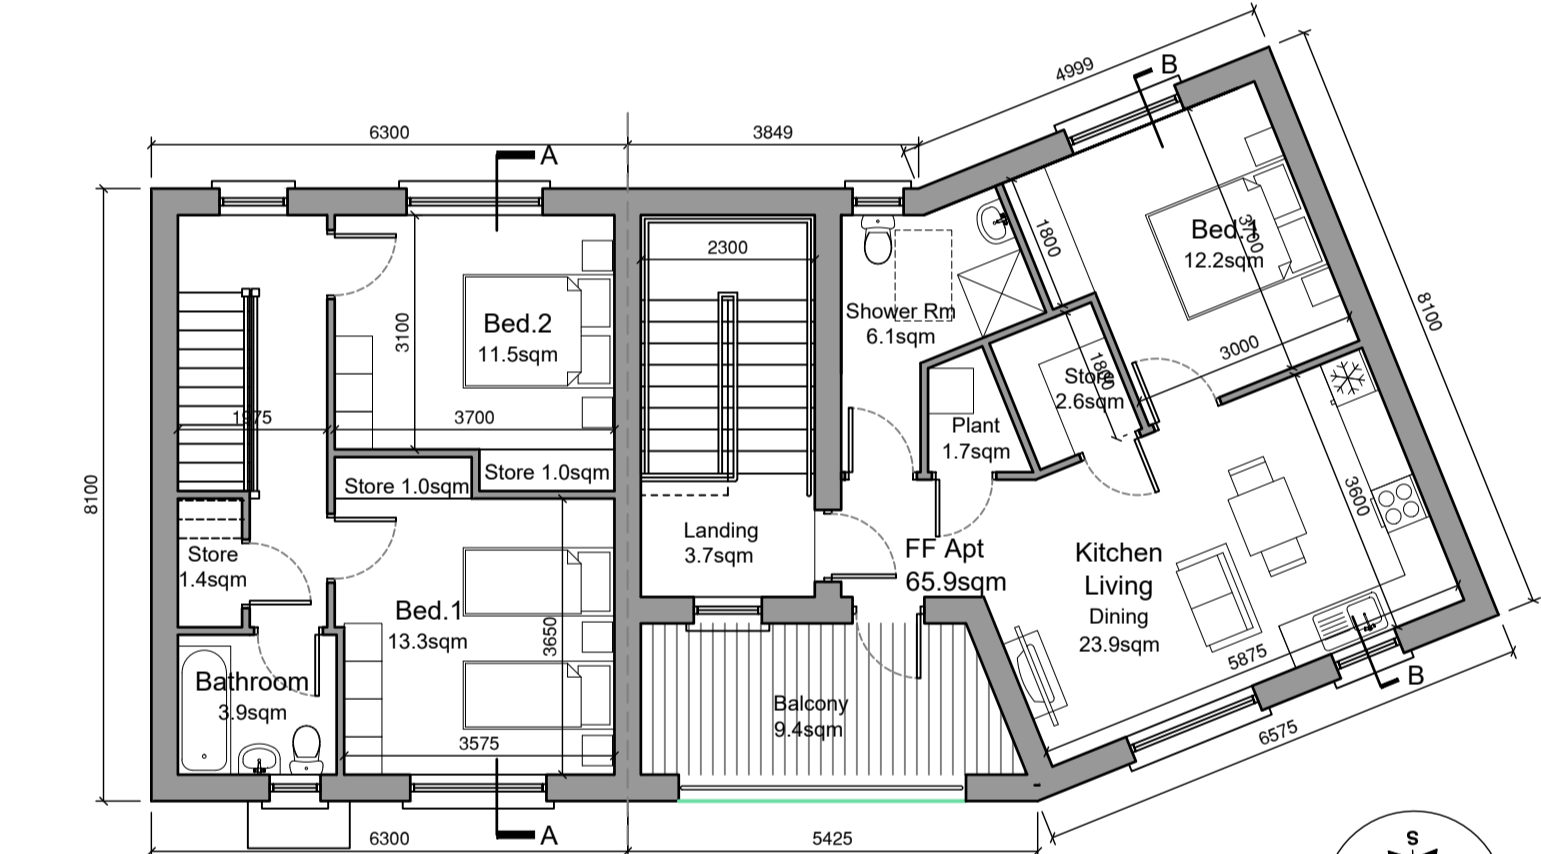 4999
B
6300
3849
A
2300
1800
Bed.1
3700
12.2sqm
8100
Shower Rm
6.1sqm
3100
Bed.2
11.5sqm
3000
1975
3700
Store
1800
2.6sqm
Plant
1.7sqm
Store 1.0sqm
Store 1.0sqm
8100
3600
Landing
3.7sqm
FF Apt
65.9sqm
Kitchen
Living
Dining
23.9sqm
Store
1.4sqm
Bed.1
13.3sqm
3650
5875
B
Bathroom
3.9sqm
Balcony
9.4sqm
3575
6575
A
6300
5425
S